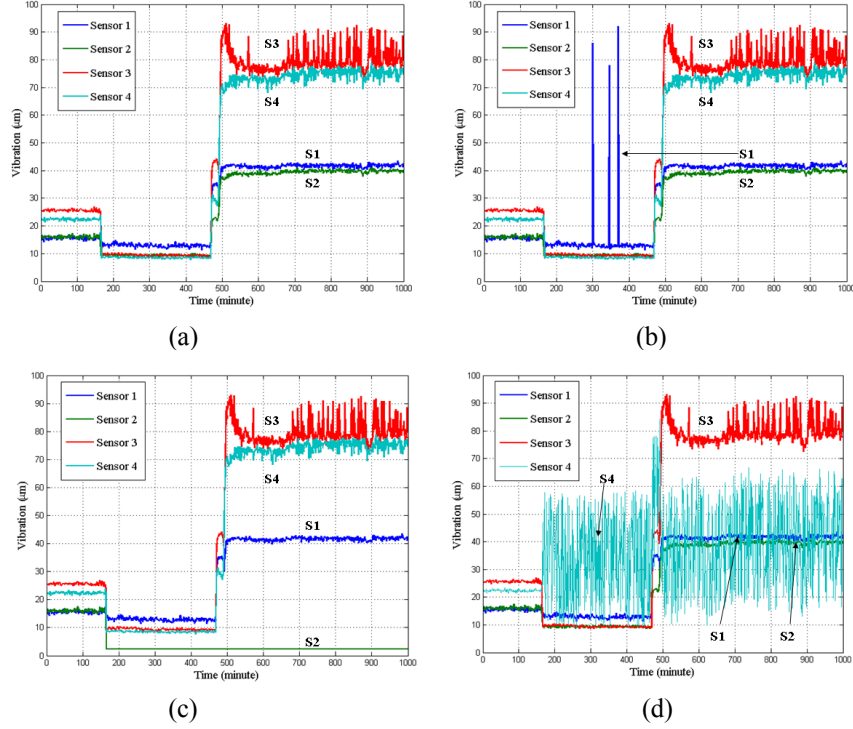 Sensor 1
Sensor 2
Sensor 3
Sensor 4
S3
S4
S1
S2
Vibration (µm)
100
90
80
70
60
50
40
30
20
10
0
0 100 200 300 400 500 600 700 800 900 1000
Time (minute)
(a)
Sensor 1
Sensor 2
Sensor 3
Sensor 4
S3
S4
S1
S2
Vibration (µm)
100
90
80
70
60
50
40
30
20
10
0
0 100 200 300 400 500 600 700 800 900 1000
Time (minute)
(b)
Sensor 1
Sensor 2
Sensor 3
Sensor 4
S3
S4
S1
S2
Vibration (µm)
100
90
80
70
60
50
40
30
20
10
0
0 100 200 300 400 500 600 700 800 900 1000
Time (minute)
(c)
Sensor 1
Sensor 2
Sensor 3
Sensor 4
S3
S4
S1
S2
Vibration (µm)
100
90
80
70
60
50
40
30
20
10
0
0 100 200 300 400 500 600 700 800 900 1000
Time (minute)
(d)